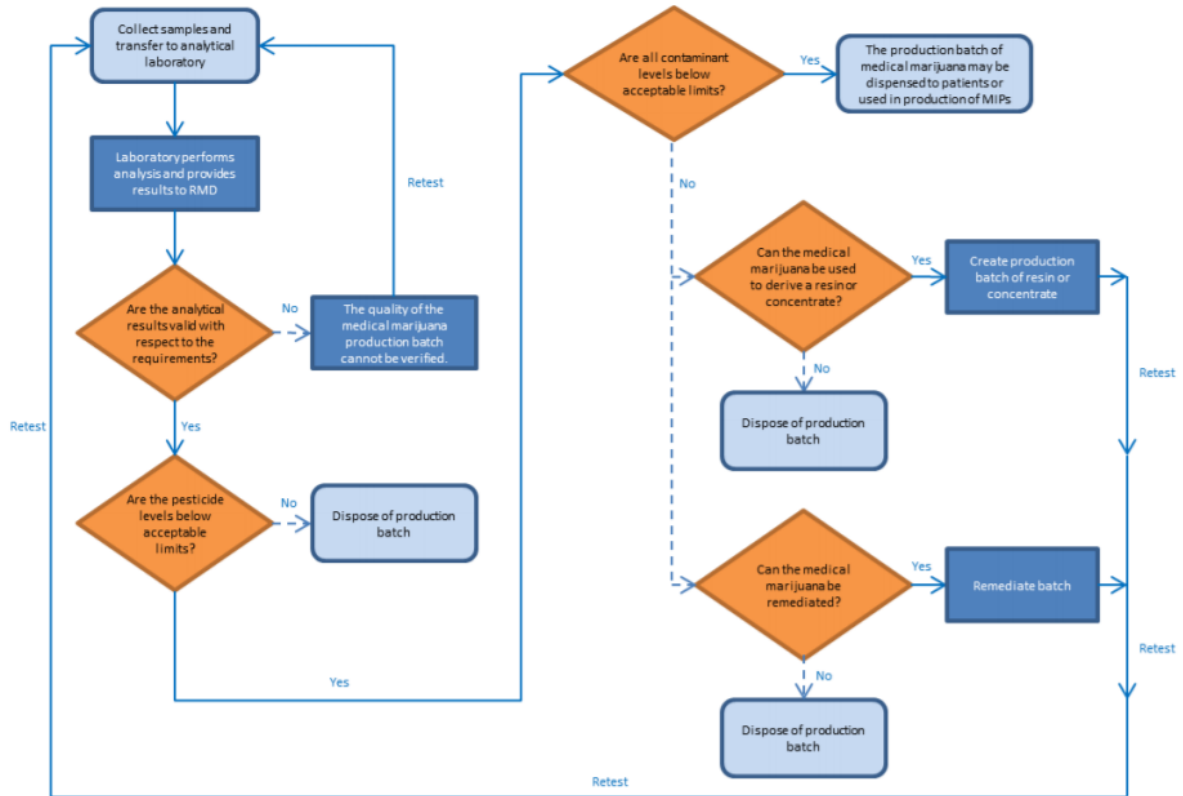 Collect samples and
transfer to analytical
laboratory
Laboratory performs
analysis and provides
results to RMD
Retest
Are the analytical
results valid with
respect to the
requirements?
No
The quality of the
medical marijuana
production batch
cannot be verified.
Retest
Yes
Are the pesticide
levels below
acceptable
limits?
No
Dispose of production
batch
Yes
Are all contaminant
levels below
acceptable limits?
Yes
The production batch of
medical marijuana may be
dispensed to patients or
used in production of MIPs
No
Can the medical
marijuana be used
to derive a resin or
concentrate?
Yes
Create production
batch of resin or
concentrate
Retest
No
Dispose of production
batch
Can the medical
marijuana be
remediated?
Yes
Remediate batch
Retest
No
Dispose of production
batch
Retest